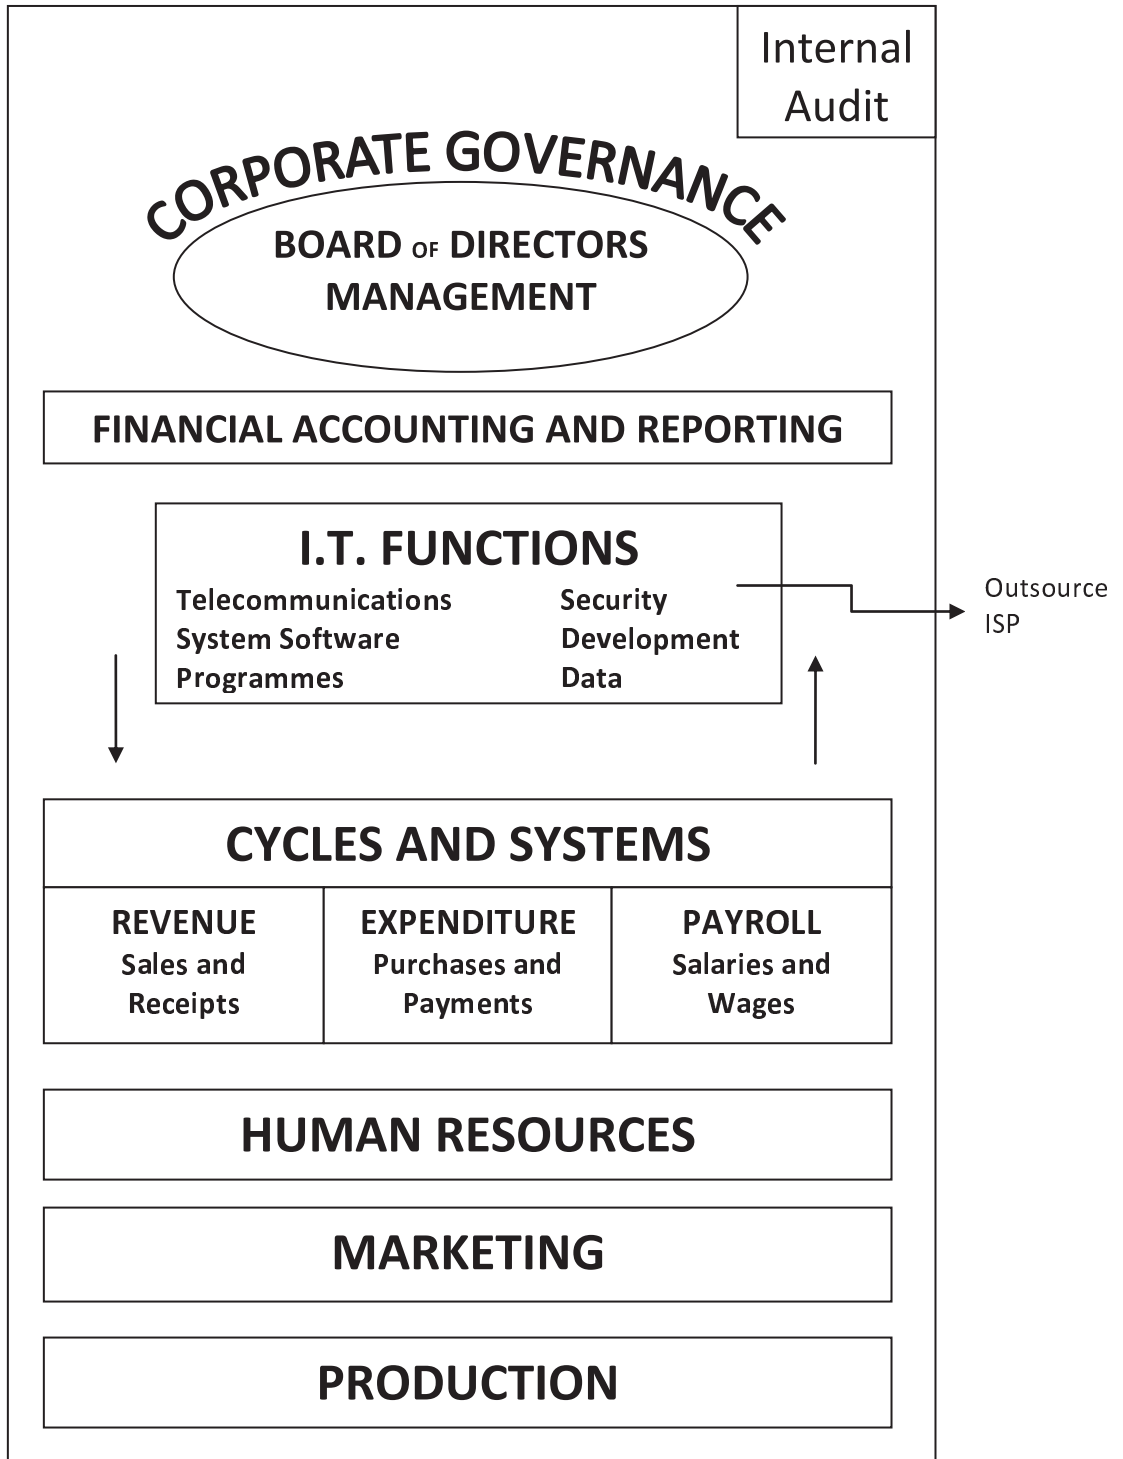 Internal
Audit
CORPORATE GOVERNANCE
BOARD OF DIRECTORS
MANAGEMENT
FINANCIAL ACCOUNTING AND REPORTING
I.T. FUNCTIONS
Telecommunications
System Software
Programmes
Security
Development
Data
Outsource
ISP
CYCLES AND SYSTEMS
REVENUE
Sales and
Receipts
EXPENDITURE
Purchases and
Payments
PAYROLL
Salaries and
Wages
HUMAN RESOURCES
MARKETING
PRODUCTION